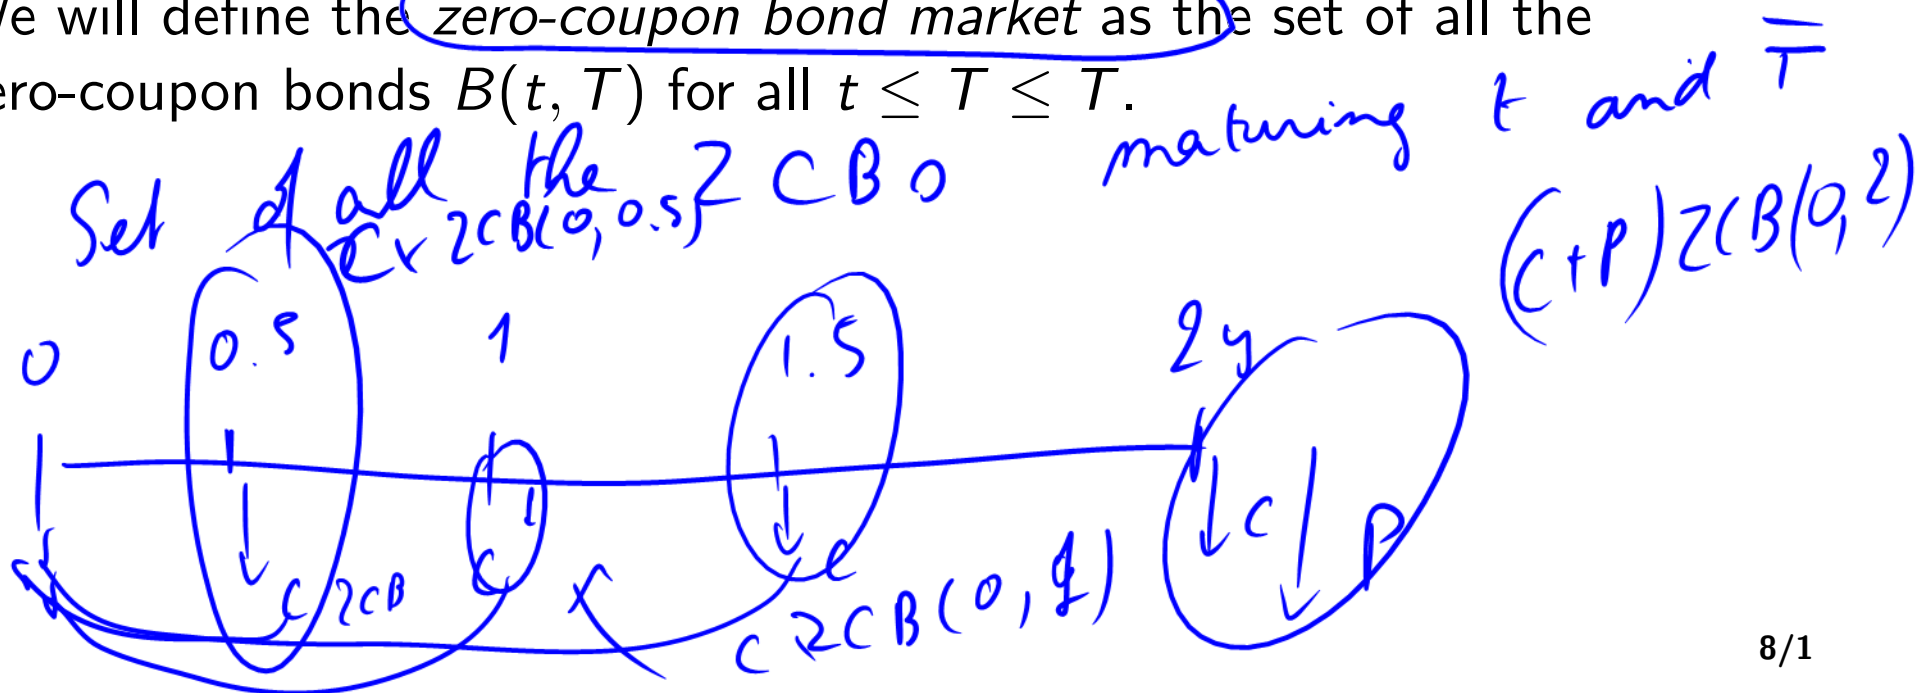 We will define the zero-coupon bond market as the set of all the
ero-coupon bonds B(t, T) for all t ≤ T ≤ T.
maturing t and T̅
Set of all the ZCBo
C x ZCB(0, 0.5)
(C+P) ZCB(0, 2)
0 0.5 1 1.5 2y
C ZCB C C C P
C ZCB(0, 1)
8/1